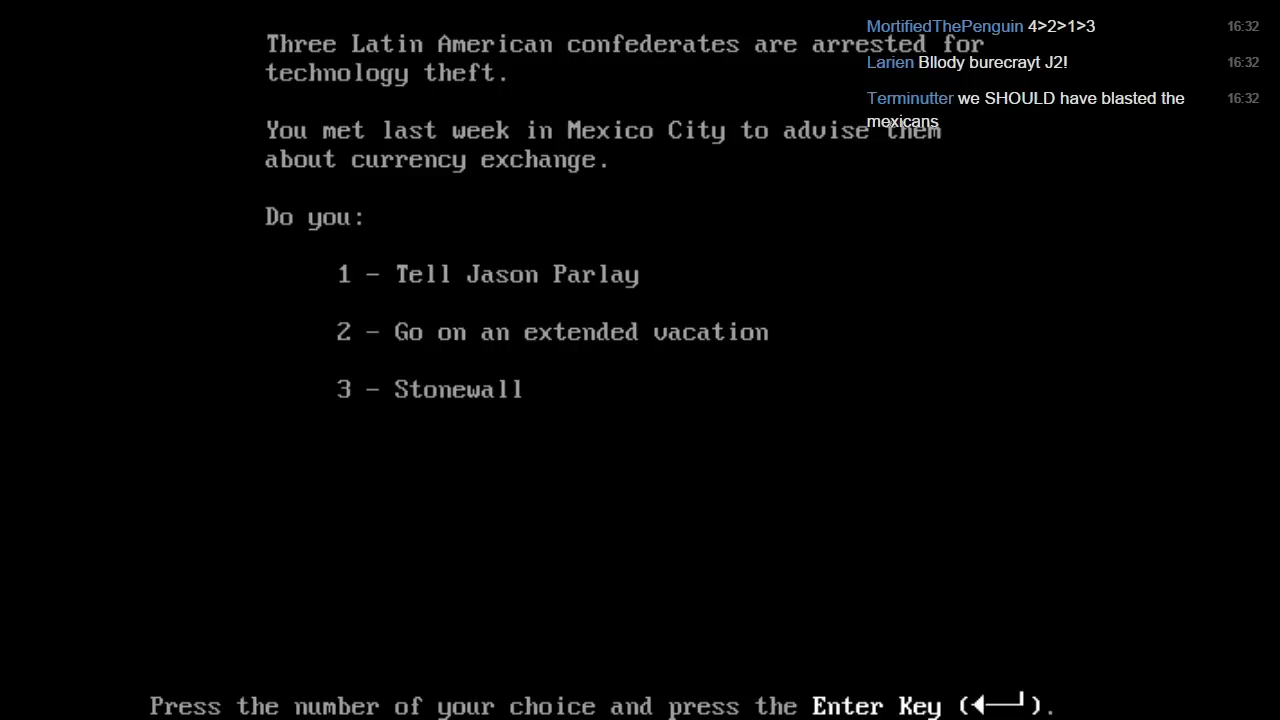 Three Latin American confederates are arrested for
technology theft.
You met last week in Mexico City to advise them
about currency exchange.
Do you:
1 - Tell Jason Parlay
2 - Go on an extended vacation
3 - Stonewall
Press the number of your choice and press the Enter Key (◄─┘).
MortifiedThePenguin 4>2>1>3 16:32
Larien Bllody burecrayt J2! 16:32
Terminutter we SHOULD have blasted the 16:32
mexicans